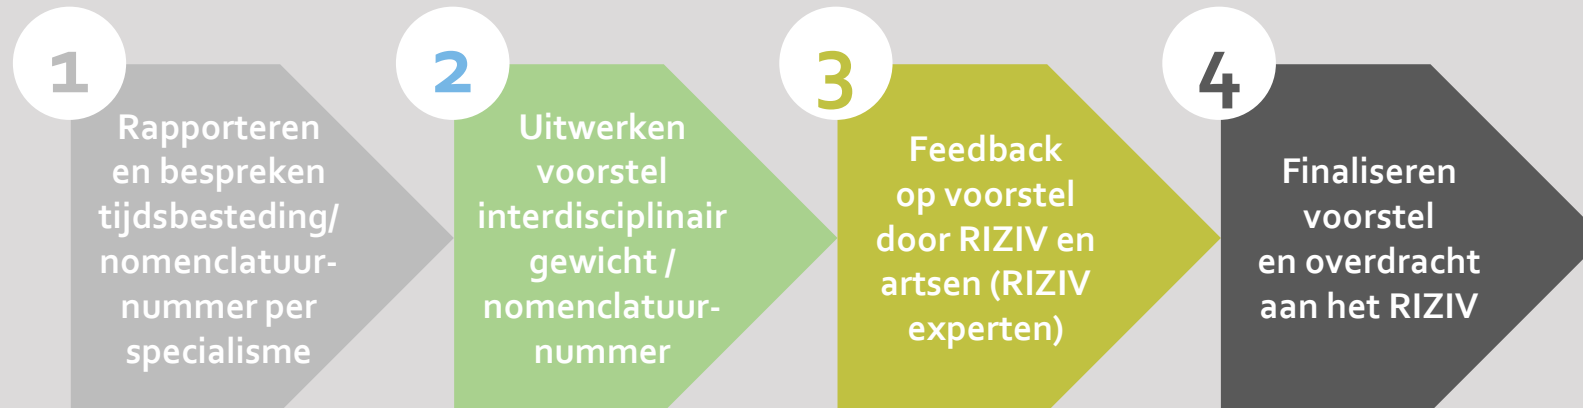 1
Rapporteren
en bespreken
tijdsbesteding/
nomenclatuur-
nummer per
specialisme
2
Uitwerken
voorstel
interdisciplinair
gewicht /
nomenclatuur-
nummer
3
Feedback
op voorstel
door RIZIV en
artsen (RIZIV
experten)
4
Finaliseren
voorstel
en overdracht
aan het RIZIV